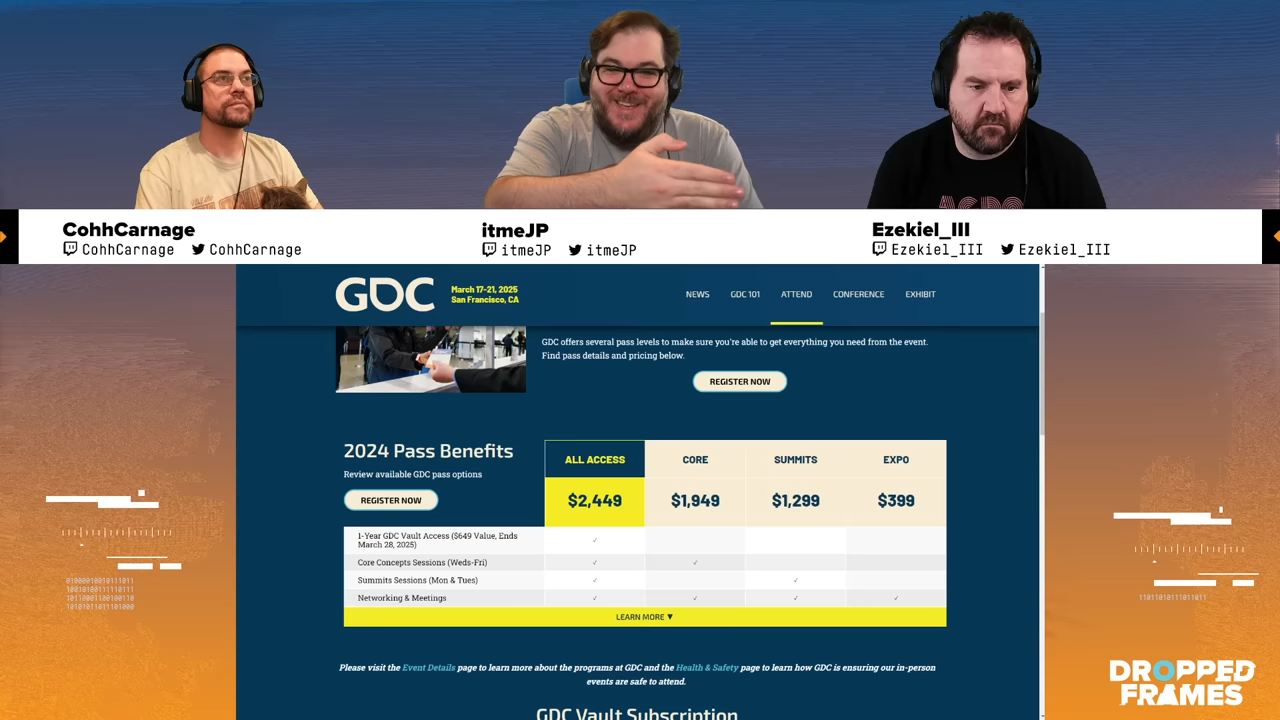 CohhCarnage
CohhCarnage CohhCarnage
itmeJP
itmeJP itmeJP
Ezekiel_III
Ezekiel_III Ezekiel_III
GDC
March 17-21, 2025
San Francisco, CA
NEWS GDC 101 ATTEND CONFERENCE EXHIBIT
GDC offers several pass levels to make sure you're able to get everything you need from the event.
Find pass details and pricing below.
REGISTER NOW
2024 Pass Benefits
Review available GDC pass options
REGISTER NOW
ALL ACCESS CORE SUMMITS EXPO
$2,449 $1,949 $1,299 $399
1-Year GDC Vault Access ($649 Value, Ends
March 28, 2025) ✓
Core Concepts Sessions (Weds-Fri) ✓ ✓
Summits Sessions (Mon & Tues) ✓ ✓
Networking & Meetings ✓ ✓ ✓ ✓
LEARN MORE ▼
Please visit the Event Details page to learn more about the programs at GDC and the Health & Safety page to learn how GDC is ensuring our in-person
events are safe to attend.
GDC Vault Subscription
DROPPED
FRAMES